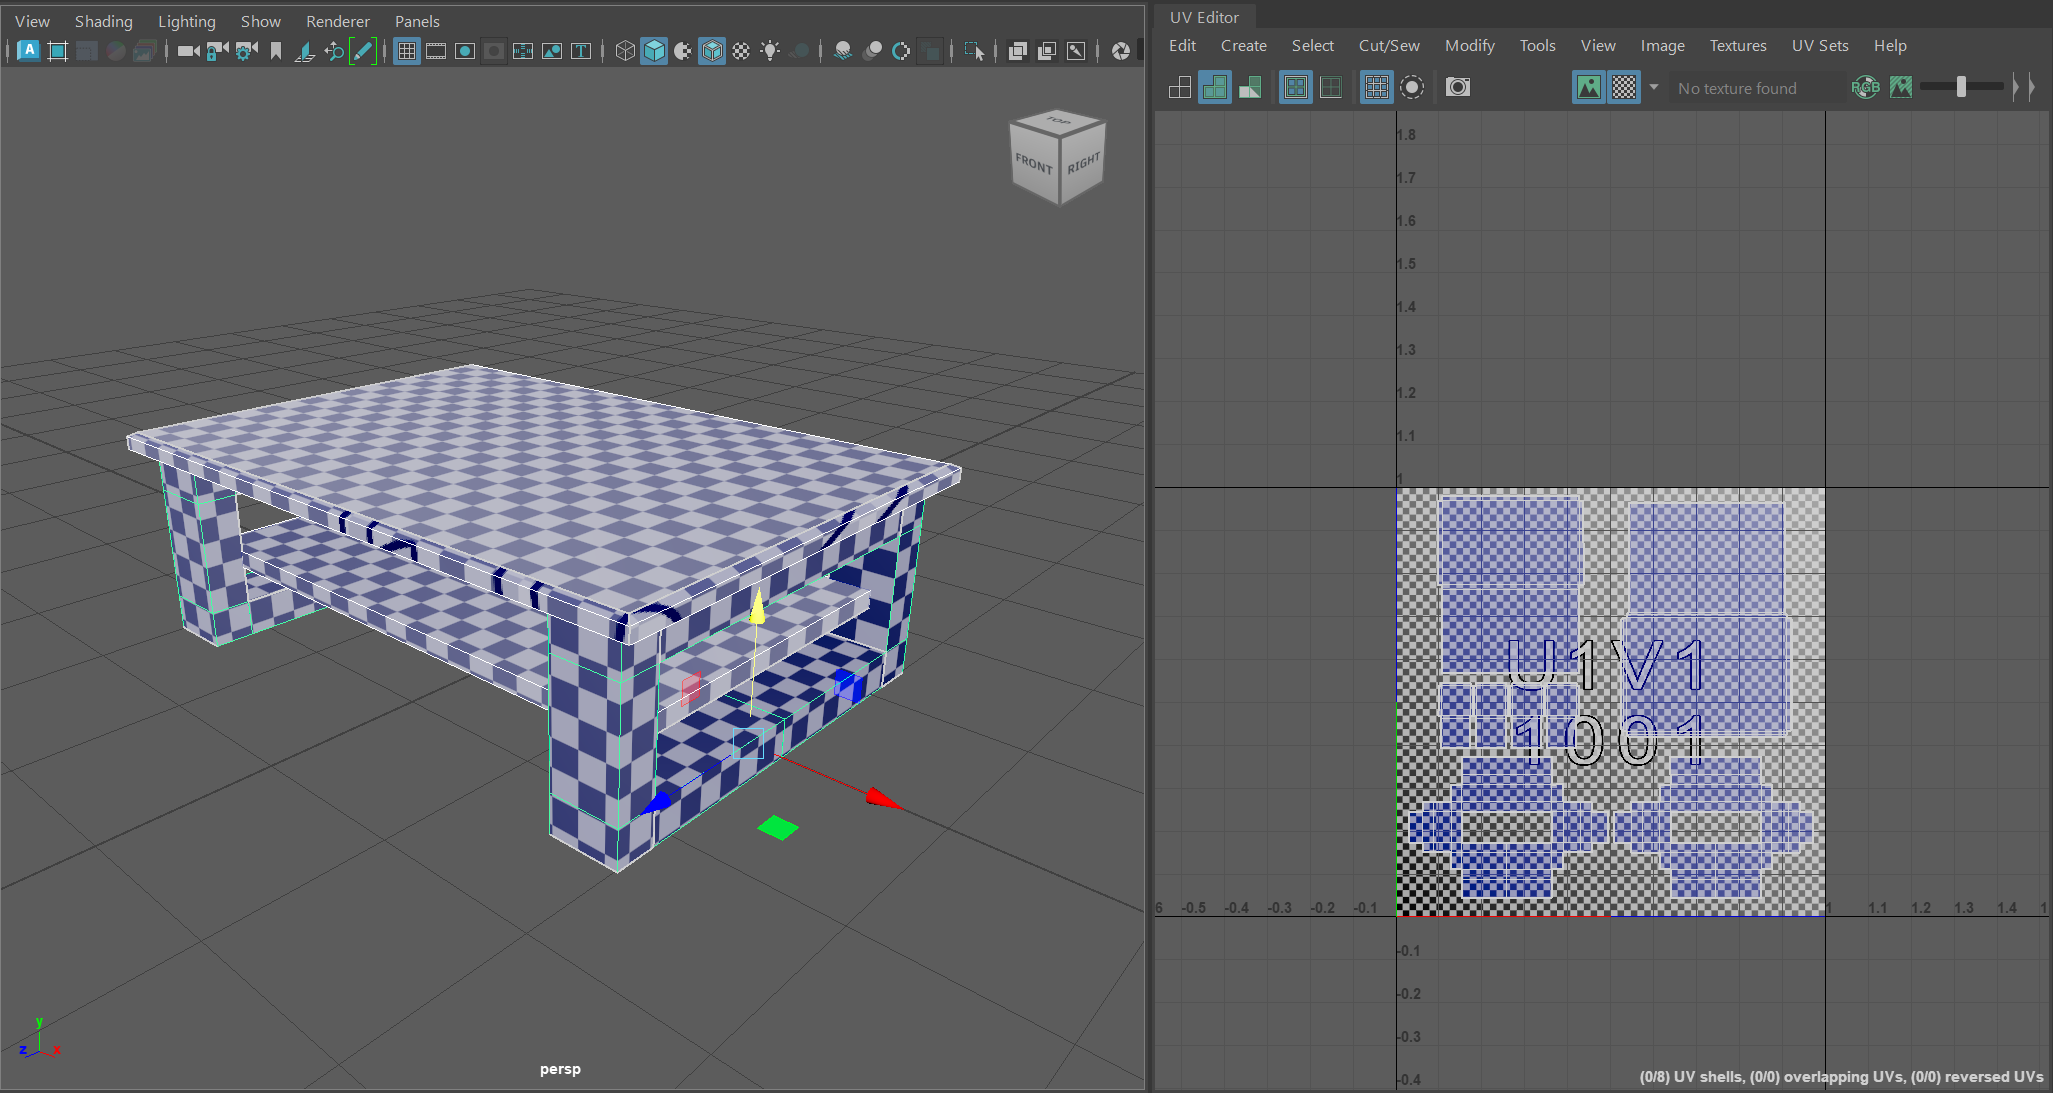 View Shading Lighting Show Renderer Panels
A T
TOP
FRONT RIGHT
y
z x
persp
UV Editor
Edit Create Select Cut/Sew Modify Tools View Image Textures UV Sets Help
No texture found RGB
1.8
1.7
1.6
1.5
1.4
1.3
1.2
1.1
1
U1V1
1001
6 -0.5 -0.4 -0.3 -0.2 -0.1 1 1.1 1.2 1.3 1.4 1
-0.1
-0.2
-0.3
-0.4
(0/8) UV shells, (0/0) overlapping UVs, (0/0) reversed UVs